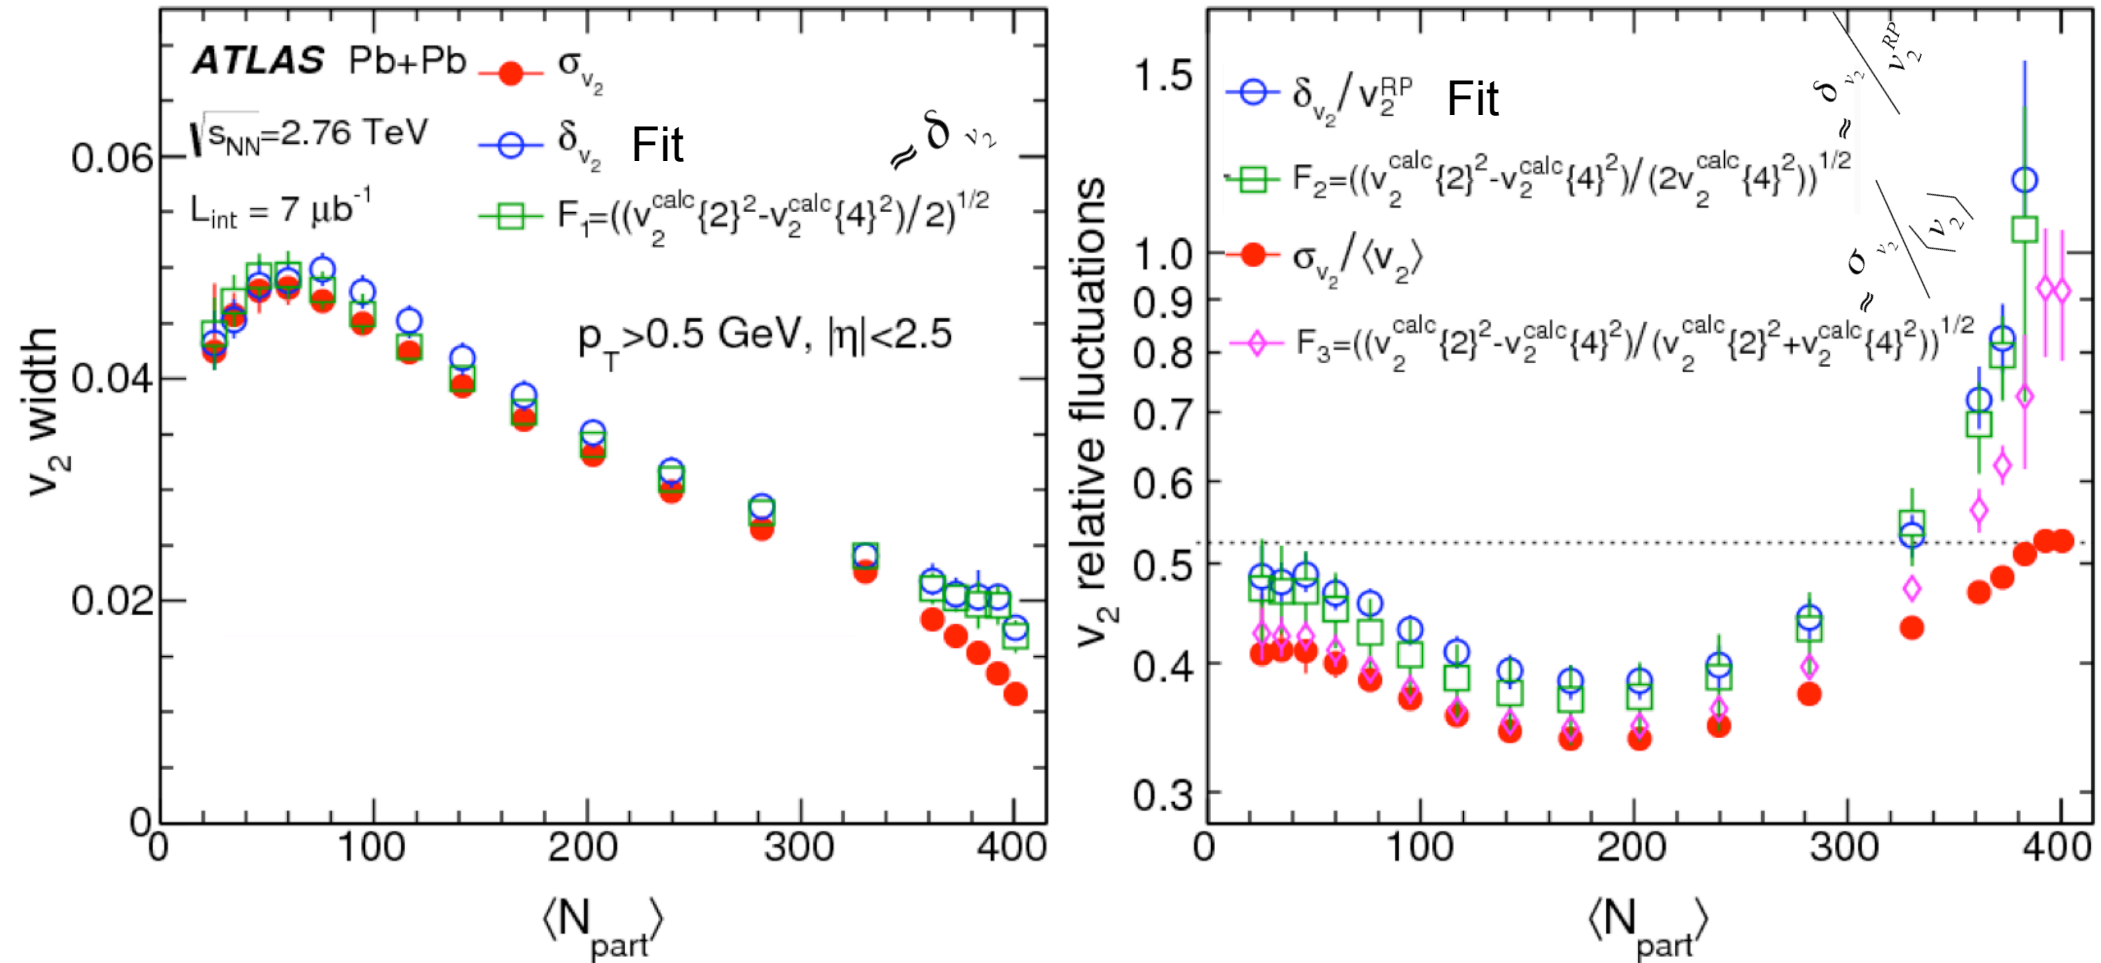 ATLAS Pb+Pb
√sNN=2.76 TeV
Lint = 7 μb-1
σv2
δv2 Fit
≈ δ v2
F1=((v2calc{2}2-v2calc{4}2)/2)1/2
pT>0.5 GeV, |η|<2.5
v2 width
0.06
0.04
0.02
0
0 100 200 300 400
⟨Npart⟩
δv2/v2RP Fit
≈ δv2/v2RP
F2=((v2calc{2}2-v2calc{4}2)/(2v2calc{4}2))1/2
σv2/⟨v2⟩
≈ σv2/⟨v2⟩
F3=((v2calc{2}2-v2calc{4}2)/(v2calc{2}2+v2calc{4}2))1/2
v2 relative fluctuations
1.5
1.0
0.9
0.8
0.7
0.6
0.5
0.4
0.3
0 100 200 300 400
⟨Npart⟩